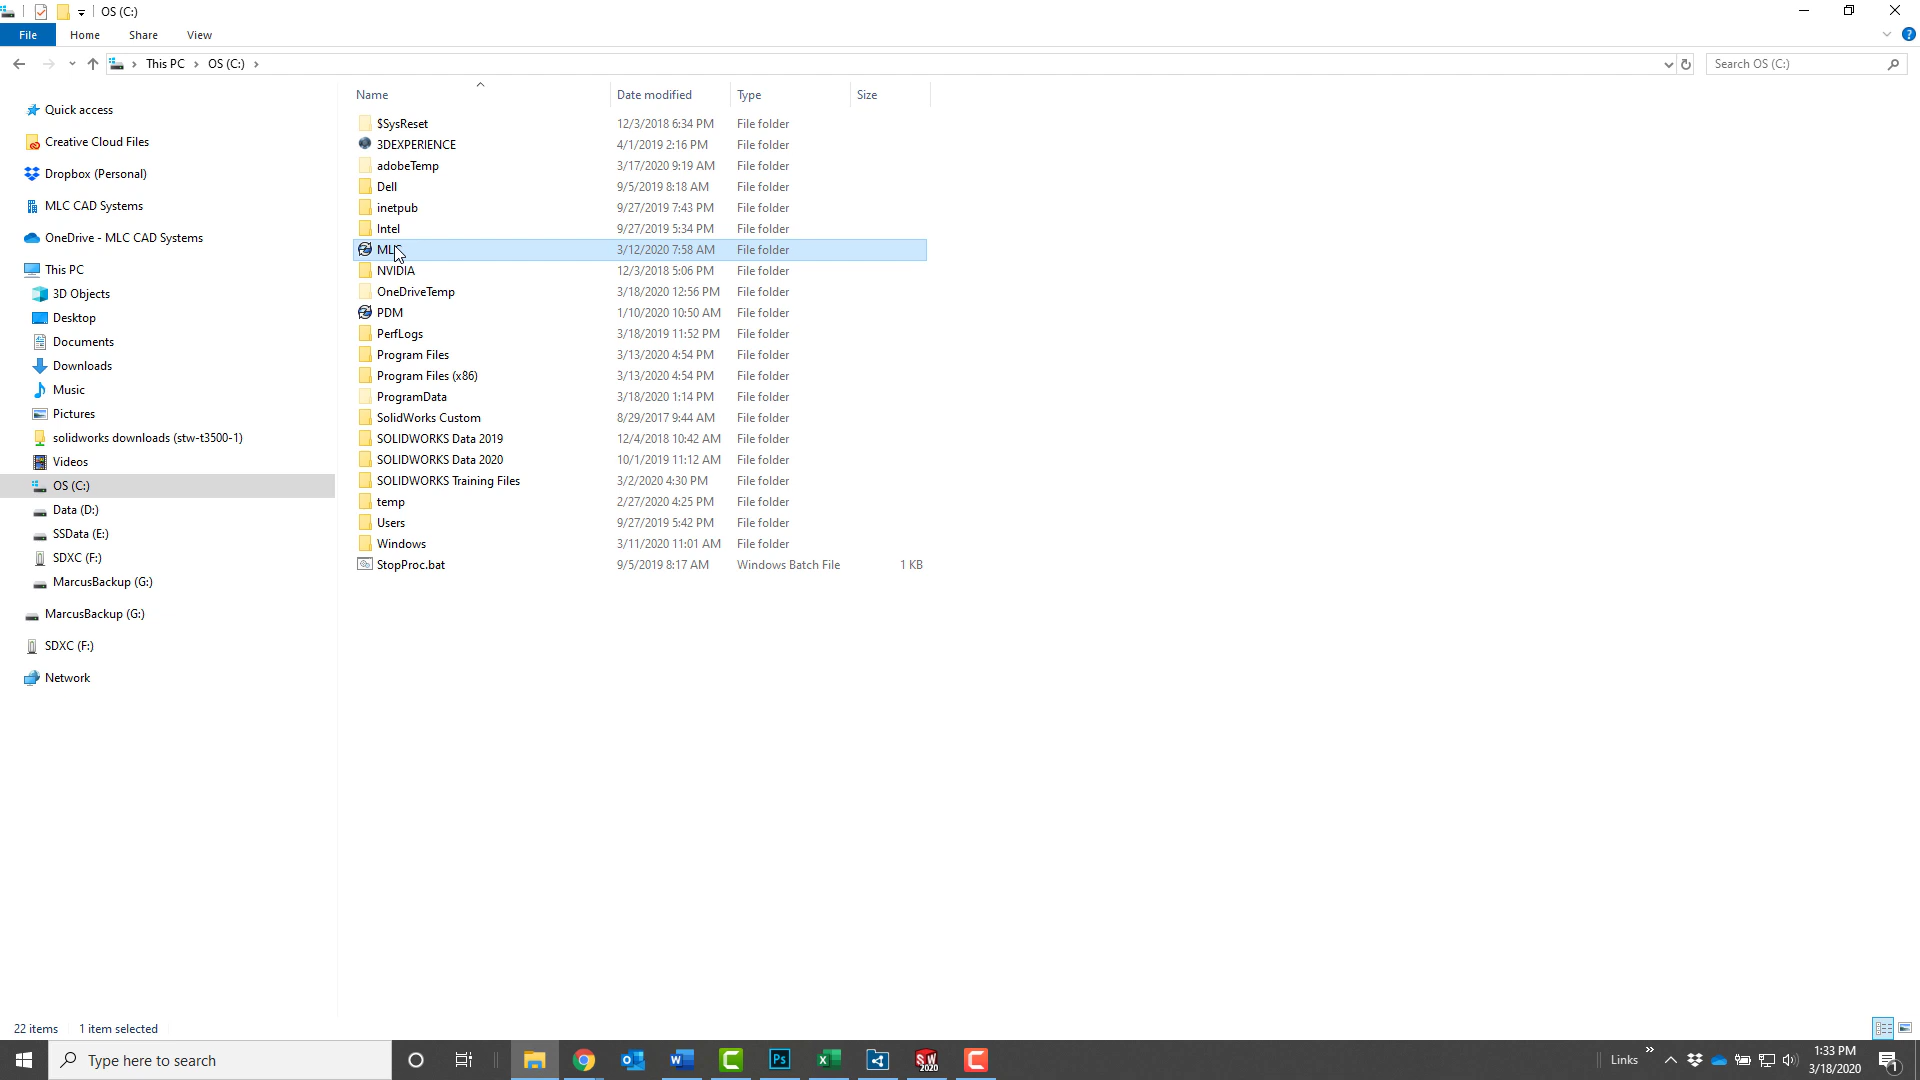 OS (C:)
File Home Share View
This PC OS (C:) Search OS (C:)
Name Date modified Type Size
Quick access
Creative Cloud Files
Dropbox (Personal)
MLC CAD Systems
OneDrive - MLC CAD Systems
This PC
3D Objects
Desktop
Documents
Downloads
Music
Pictures
solidworks downloads (stw-t3500-1)
Videos
OS (C:)
Data (D:)
SSData (E:)
SDXC (F:)
MarcusBackup (G:)
MarcusBackup (G:)
SDXC (F:)
Network
$SysReset 12/3/2018 6:34 PM File folder
3DEXPERIENCE 4/1/2019 2:16 PM File folder
adobeTemp 3/17/2020 9:19 AM File folder
Dell 9/5/2019 8:18 AM File folder
inetpub 9/27/2019 7:43 PM File folder
Intel 9/27/2019 5:34 PM File folder
MLC 3/12/2020 7:58 AM File folder
NVIDIA 12/3/2018 5:06 PM File folder
OneDriveTemp 3/18/2020 12:56 PM File folder
PDM 1/10/2020 10:50 AM File folder
PerfLogs 3/18/2019 11:52 PM File folder
Program Files 3/13/2020 4:54 PM File folder
Program Files (x86) 3/13/2020 4:54 PM File folder
ProgramData 3/18/2020 1:14 PM File folder
SolidWorks Custom 8/29/2017 9:44 AM File folder
SOLIDWORKS Data 2019 12/4/2018 10:42 AM File folder
SOLIDWORKS Data 2020 10/1/2019 11:12 AM File folder
SOLIDWORKS Training Files 3/2/2020 4:30 PM File folder
temp 2/27/2020 4:25 PM File folder
Users 9/27/2019 5:42 PM File folder
Windows 3/11/2020 11:01 AM File folder
StopProc.bat 9/5/2019 8:17 AM Windows Batch File 1 KB
22 items 1 item selected
Type here to search
Ps
SW
2020
Links
1:33 PM
3/18/2020
1